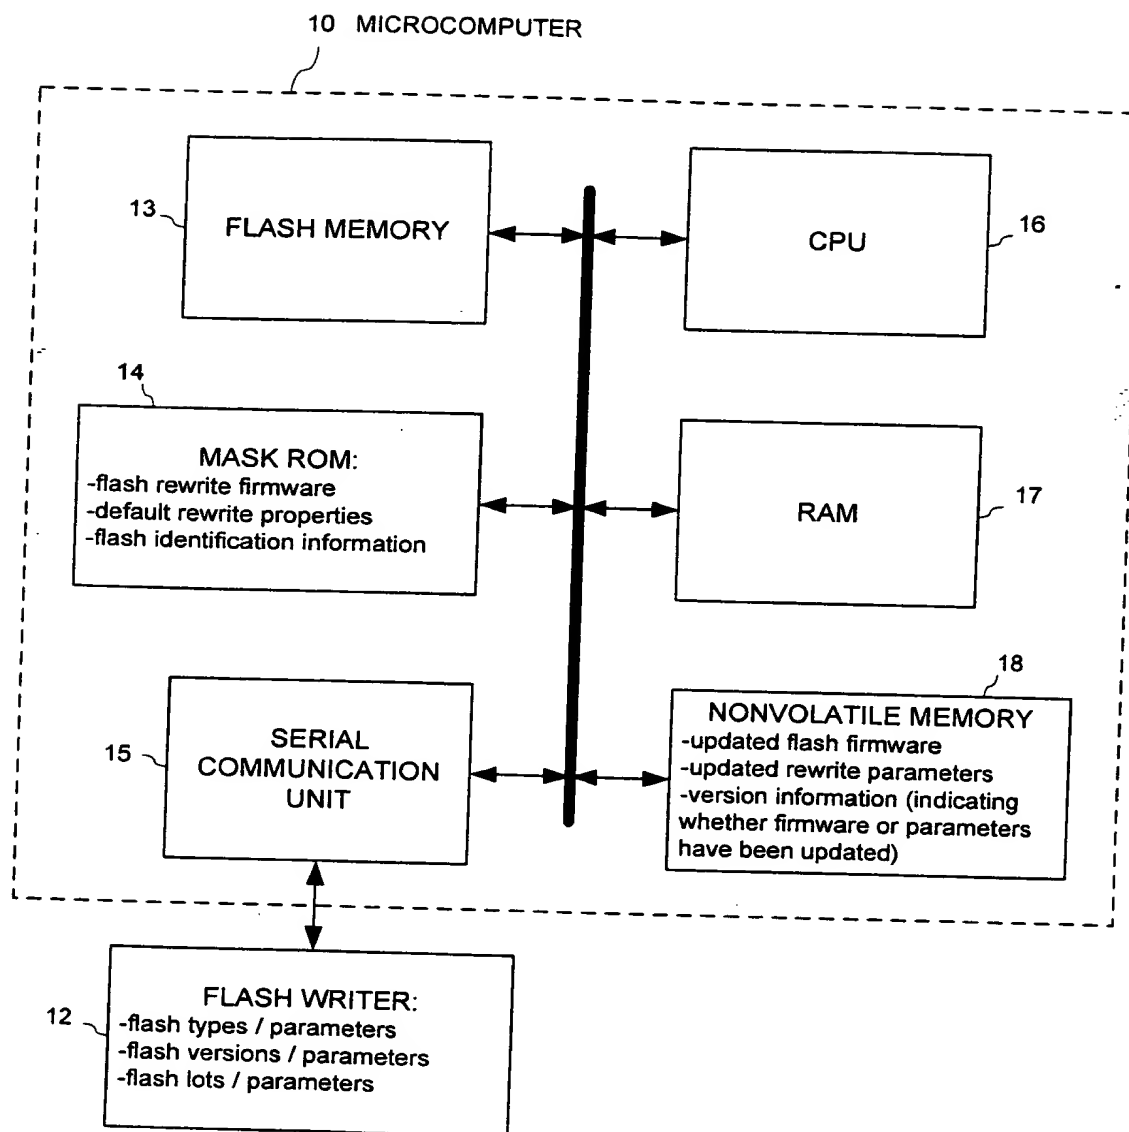 10 MICROCOMPUTER
13
FLASH MEMORY
CPU
16
14
MASK ROM:
-flash rewrite firmware
-default rewrite properties
-flash identification information
RAM
17
15
SERIAL
COMMUNICATION
UNIT
18
NONVOLATILE MEMORY
-updated flash firmware
-updated rewrite parameters
-version information (indicating
whether firmware or parameters
have been updated)
12
FLASH WRITER:
-flash types / parameters
-flash versions / parameters
-flash lots / parameters